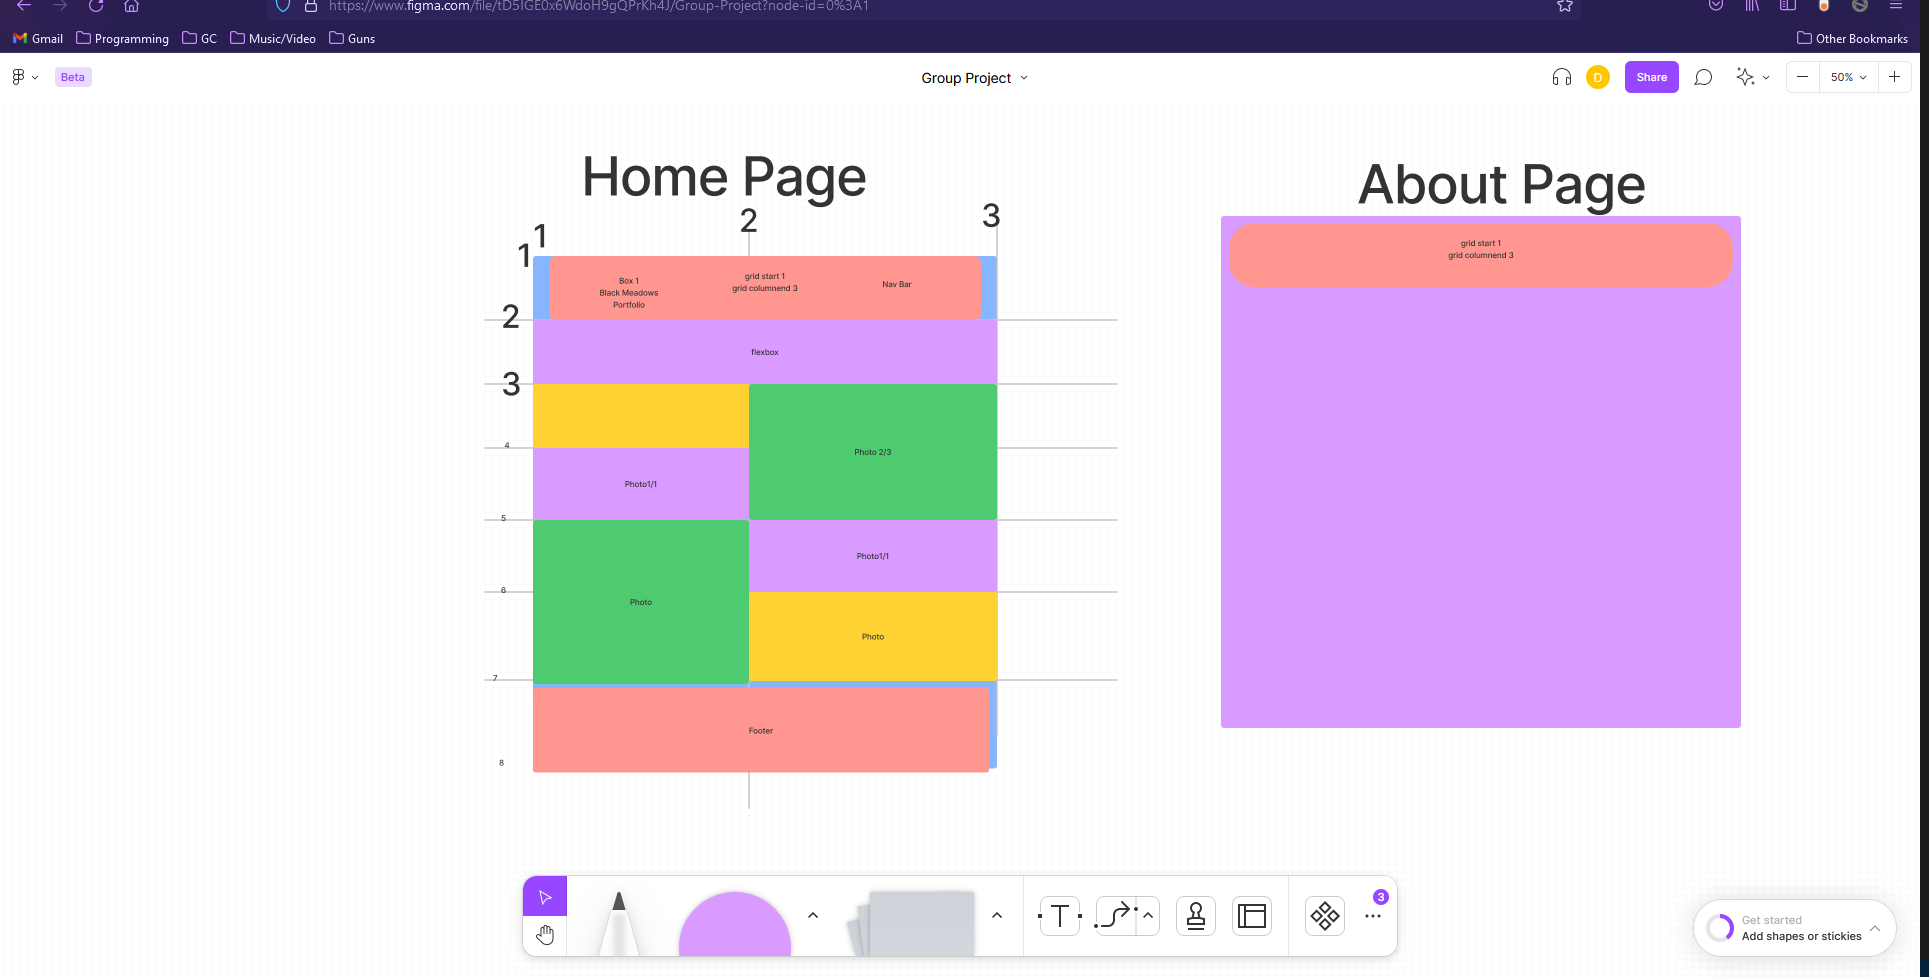 https://www.figma.com/file/tD5IGE0x6WdoH9gQPrKh4J/Group-Project?node-id=0%3A1
Gmail Programming GC Music/Video Guns Other Bookmarks
Beta Group Project D Share 50%
Home Page
About Page
1 2 3
1
2
3
4
5
6
7
8
Box 1
Black Meadows
Portfolio
grid start 1
grid columnend 3
Nav Bar
flexbox
Photo 2/3
Photo1/1
Photo1/1
Photo
Photo
Footer
grid start 1
grid columnend 3
T
3
Get started
Add shapes or stickies